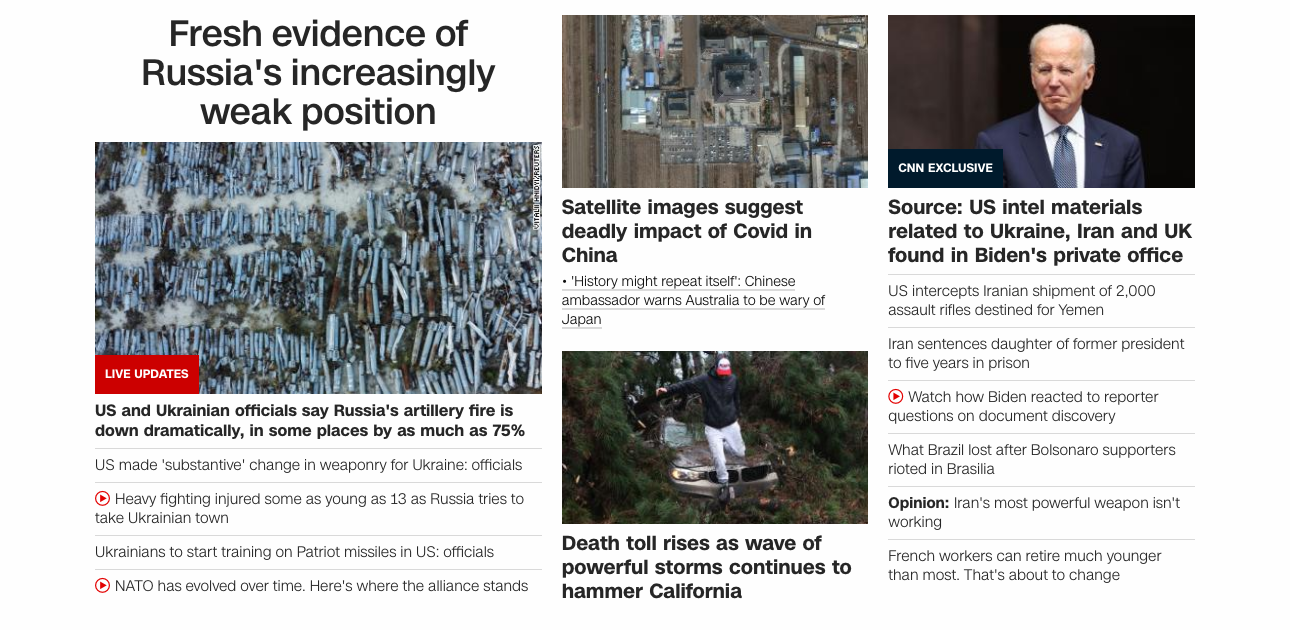 Fresh evidence of
Russia's increasingly
weak position
VITALII HNIDYI/REUTERS
LIVE UPDATES
US and Ukrainian officials say Russia's artillery fire is
down dramatically, in some places by as much as 75%
US made 'substantive' change in weaponry for Ukraine: officials
Heavy fighting injured some as young as 13 as Russia tries to
take Ukrainian town
Ukrainians to start training on Patriot missiles in US: officials
NATO has evolved over time. Here's where the alliance stands
Satellite images suggest
deadly impact of Covid in
China
• 'History might repeat itself': Chinese
ambassador warns Australia to be wary of
Japan
Death toll rises as wave of
powerful storms continues to
hammer California
CNN EXCLUSIVE
Source: US intel materials
related to Ukraine, Iran and UK
found in Biden's private office
US intercepts Iranian shipment of 2,000
assault rifles destined for Yemen
Iran sentences daughter of former president
to five years in prison
Watch how Biden reacted to reporter
questions on document discovery
What Brazil lost after Bolsonaro supporters
rioted in Brasilia
Opinion: Iran's most powerful weapon isn't
working
French workers can retire much younger
than most. That's about to change